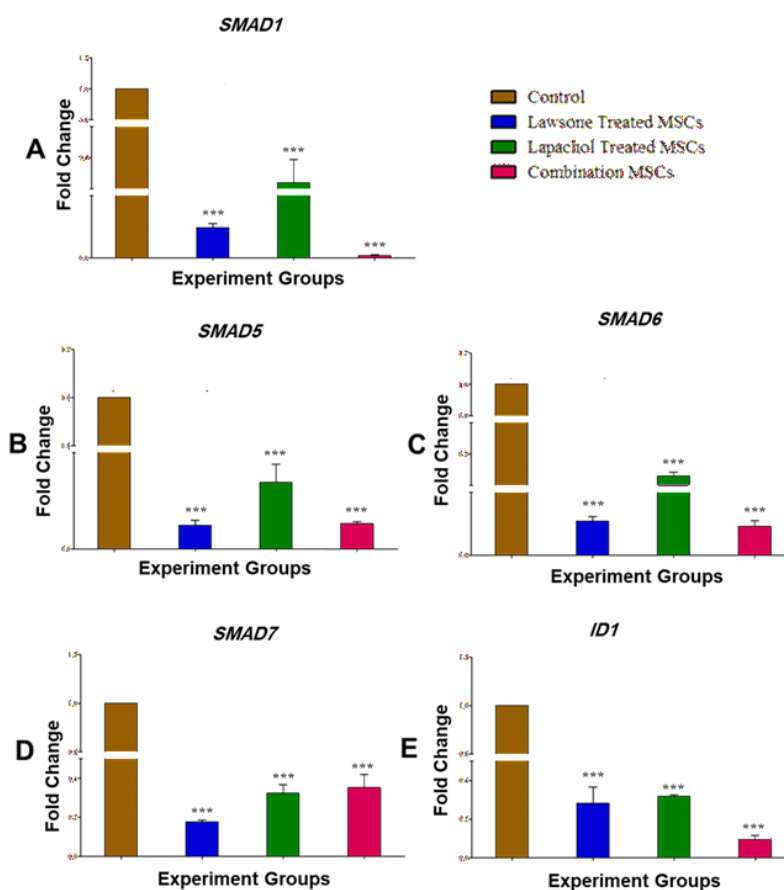 SMAD1
Control
Lawsone Treated MSCs
Lapachol Treated MSCs
Combination MSCs
A
Fold Change
***
***
***
Experiment Groups
SMAD5
B
Fold Change
***
***
***
Experiment Groups
SMAD6
C
Fold Change
***
***
***
Experiment Groups
SMAD7
D
Fold Change
***
***
***
Experiment Groups
ID1
E
Fold Change
***
***
***
Experiment Groups